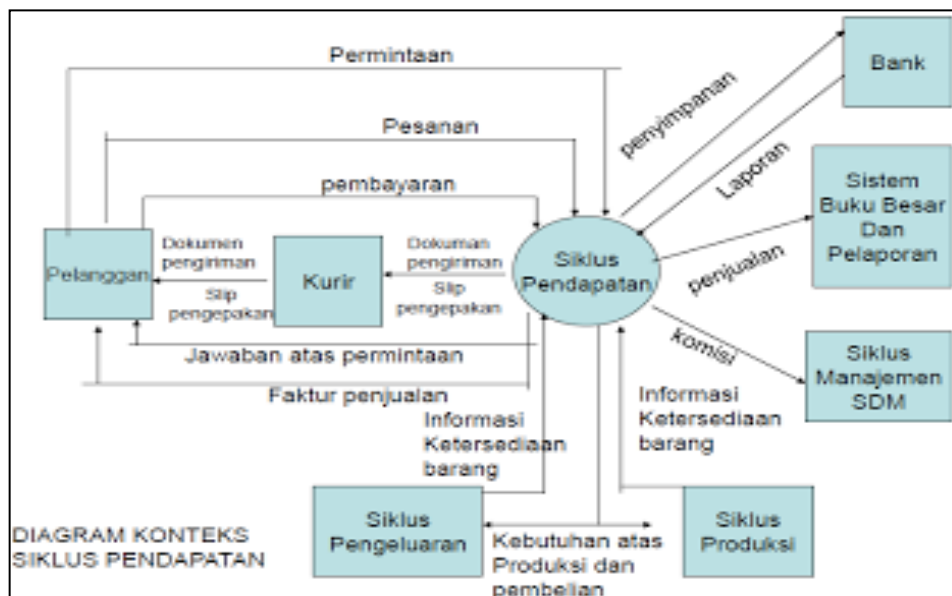 Permintaan
Bank
Pesanan
penyimpanan
Laporan
pembayaran
Sistem
Buku Besar
Dan
Pelaporan
Pelanggan
Dokumen
pengiriman
Slip
pengepakan
Kurir
Dokuman
pengiriman
Slip
pengepakan
Siklus
Pendapatan
penjualan
Jawaban atas permintaan
komisi
Faktur penjualan
Siklus
Manajemen
SDM
Informasi
Ketersediaan
barang
Informasi
Ketersediaan
barang
Siklus
Pengeluaran
Siklus
Produksi
Kebutuhan atas
Produksi dan
pembelian
DIAGRAM KONTEKS
SIKLUS PENDAPATAN